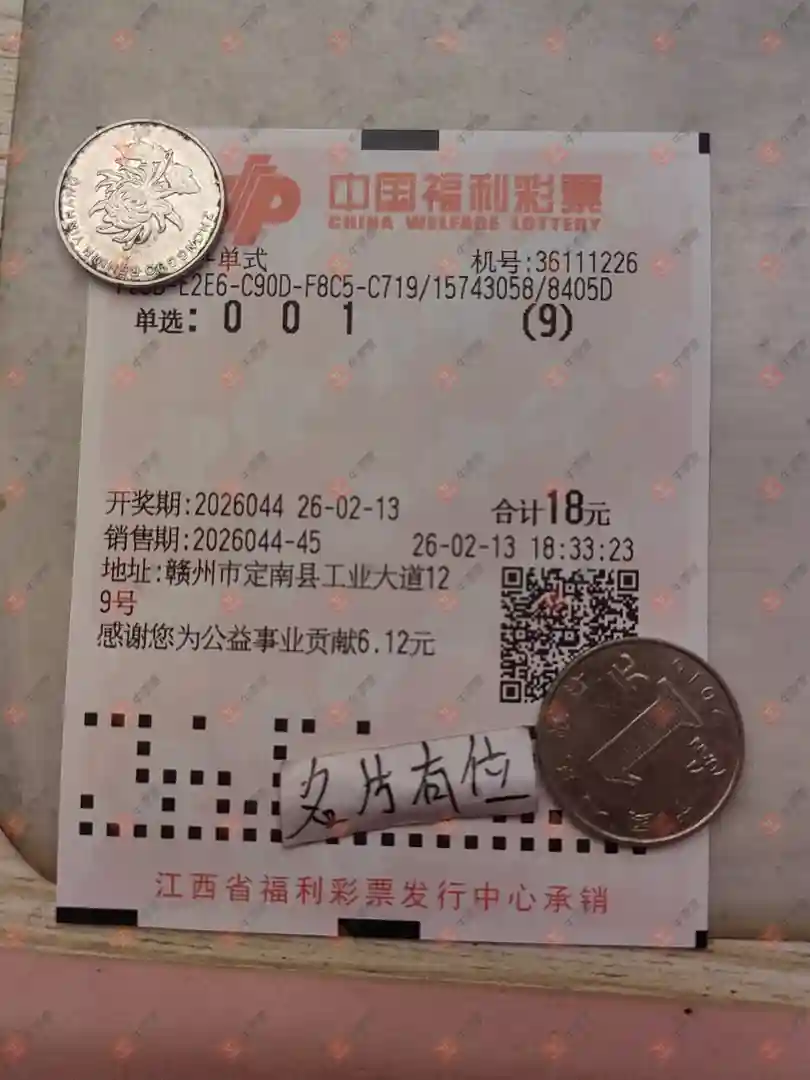 中国福利彩票
CHINA WELFARE LOTTERY
单式 机号:36111226
E2E6-C90D-F8C5-C719/15743058/8405D
单选: 0 0 1 (9)
开奖期:2026044 26-02-13 合计18元
销售期:2026044-45 26-02-13 18:33:23
地址:赣州市定南县工业大道12
9号
感谢您为公益事业贡献6.12元
名片有位
江西省福利彩票发行中心承销